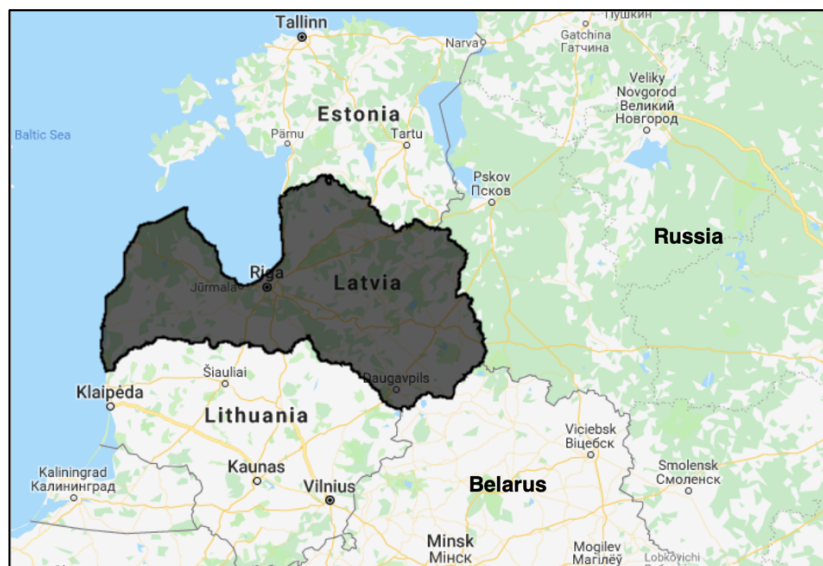 Tallinn
Пушкин
Gatchina
Гатчина
Narva
Veliky
Novgorod
Великий
Новгород
Estonia
Baltic Sea
Pärnu
Tartu
Pskov
Псков
Russia
Riga
Jūrmala
Latvia
Daugavpils
Šiauliai
Klaipėda
Lithuania
Viciebsk
Віцебск
Kaunas
Kaliningrad
Калининград
Vilnius
Belarus
Smolensk
Смоленск
Minsk
Мінск
Mogilev
Магілёў
Lobkovichi